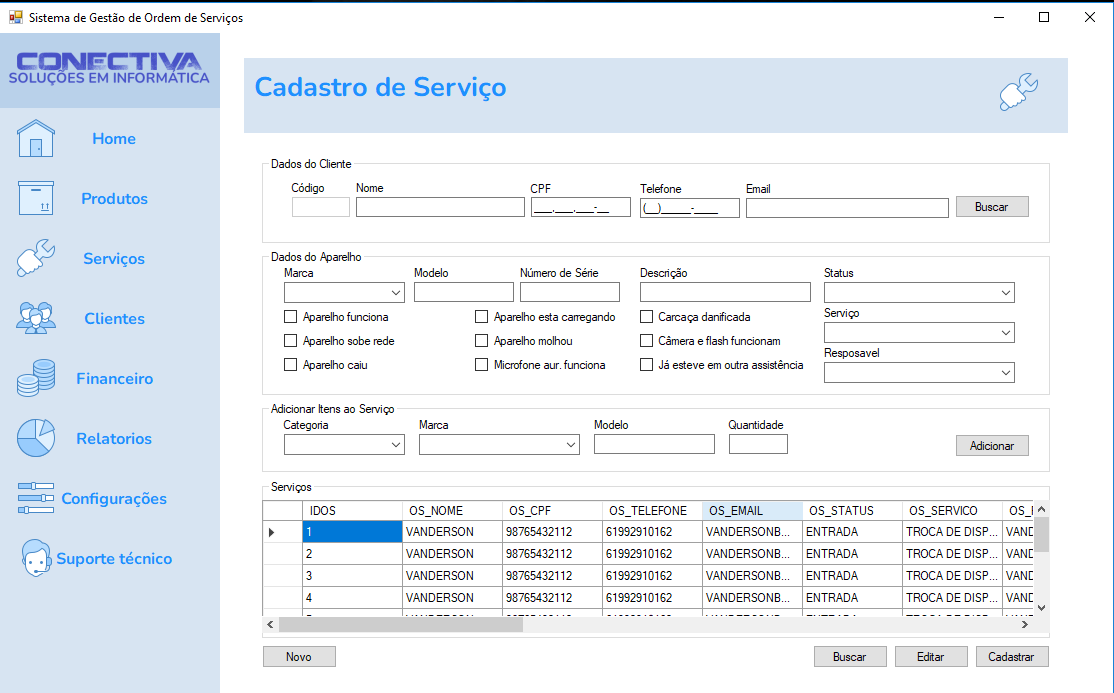 Sistema de Gestão de Ordem de Serviços
CONECTIVA
SOLUÇÕES EM INFORMÁTICA
Home
Produtos
Serviços
Clientes
Financeiro
Relatorios
Configurações
Suporte técnico
Cadastro de Serviço
Dados do Cliente
Código Nome CPF Telefone Email
___.___.___-__ (__)_____-____ Buscar
Dados do Aparelho
Marca Modelo Número de Série Descrição Status
Aparelho funciona Aparelho esta carregando Carcaça danificada Serviço
Aparelho sobe rede Aparelho molhou Câmera e flash funcionam
Aparelho caiu Microfone aur. funciona Já esteve em outra assistência Resposavel
Adicionar Itens ao Serviço
Categoria Marca Modelo Quantidade
Adicionar
Serviços
IDOS OS_NOME OS_CPF OS_TELEFONE OS_EMAIL OS_STATUS OS_SERVICO
1 VANDERSON 98765432112 61992910162 VANDERSONB... ENTRADA TROCA DE DISP... VAND
2 VANDERSON 98765432112 61992910162 VANDERSONB... ENTRADA TROCA DE DISP... VAND
3 VANDERSON 98765432112 61992910162 VANDERSONB... ENTRADA TROCA DE DISP... VAND
4 VANDERSON 98765432112 61992910162 VANDERSONB... ENTRADA TROCA DE DISP... VAND
Novo Buscar Editar Cadastrar